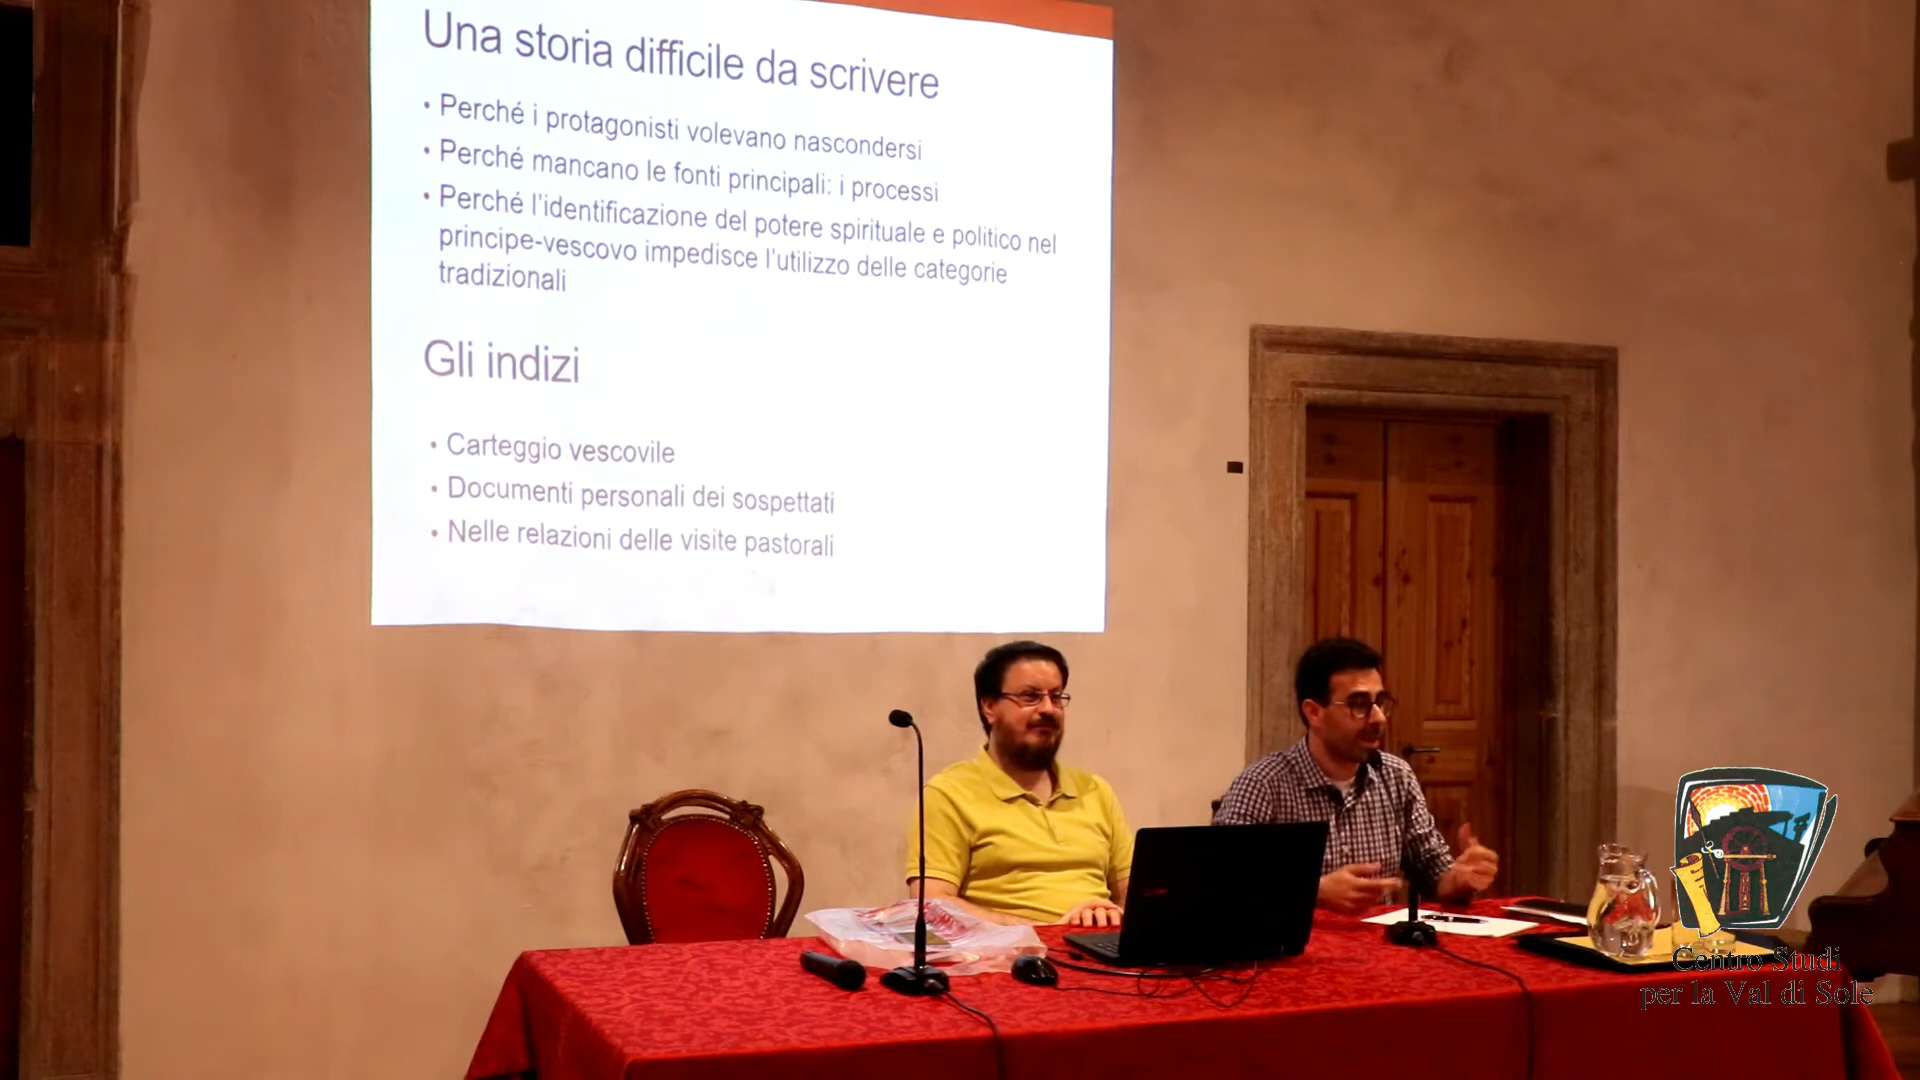 Una storia difficile da scrivere
• Perché i protagonisti volevano nascondersi
• Perché mancano le fonti principali: i processi
• Perché l'identificazione del potere spirituale e politico nel
principe-vescovo impedisce l'utilizzo delle categorie
tradizionali
Gli indizi
• Carteggio vescovile
• Documenti personali dei sospettati
• Nelle relazioni delle visite pastorali
Centro Studi
per la Val di Sole